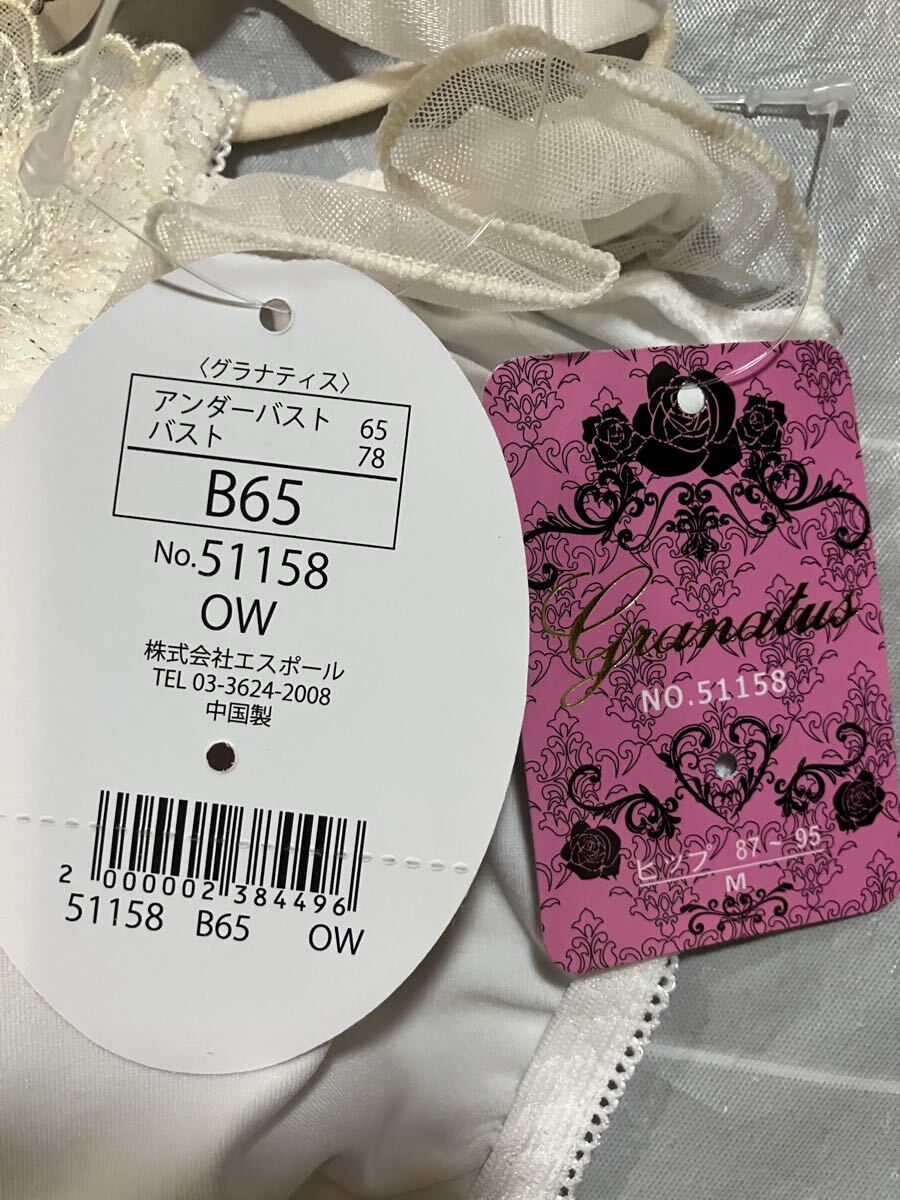 〈グラナティス〉
アンダーバスト 65
バスト 78
B65
No.51158
OW
株式会社エスポール
TEL 03-3624-2008
中国製
2 000002 384496
51158 B65 OW
Granatus
NO.51158
ヒップ 87～95
M